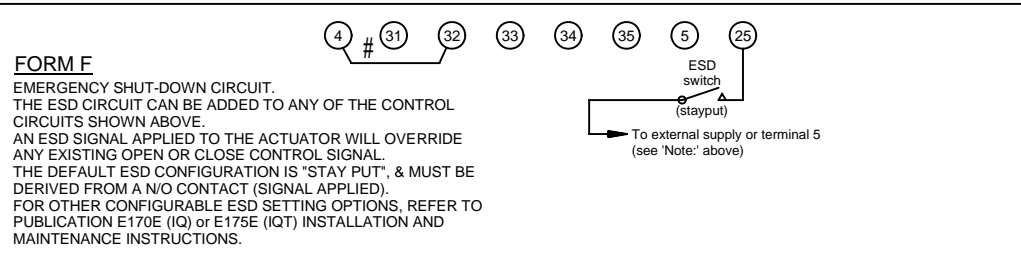 4 # 31 32 33 34 35 5 25
FORM F
EMERGENCY SHUT-DOWN CIRCUIT.
THE ESD CIRCUIT CAN BE ADDED TO ANY OF THE CONTROL
CIRCUITS SHOWN ABOVE.
AN ESD SIGNAL APPLIED TO THE ACTUATOR WILL OVERRIDE
ANY EXISTING OPEN OR CLOSE CONTROL SIGNAL.
THE DEFAULT ESD CONFIGURATION IS "STAY PUT", & MUST BE
DERIVED FROM A N/O CONTACT (SIGNAL APPLIED).
FOR OTHER CONFIGURABLE ESD SETTING OPTIONS, REFER TO
PUBLICATION E170E (IQ) or E175E (IQT) INSTALLATION AND
MAINTENANCE INSTRUCTIONS.
ESD
switch
(stayput)
To external supply or terminal 5
(see 'Note:' above)